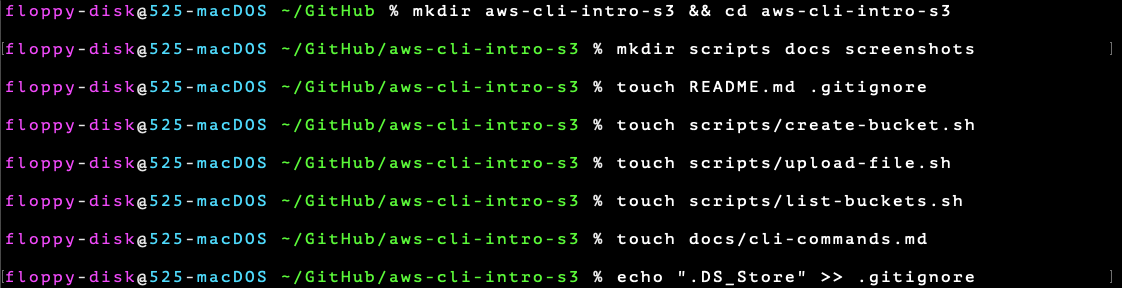 floppy-disk@525-macDOS ~/GitHub % mkdir aws-cli-intro-s3 && cd aws-cli-intro-s3
floppy-disk@525-macDOS ~/GitHub/aws-cli-intro-s3 % mkdir scripts docs screenshots
floppy-disk@525-macDOS ~/GitHub/aws-cli-intro-s3 % touch README.md .gitignore
floppy-disk@525-macDOS ~/GitHub/aws-cli-intro-s3 % touch scripts/create-bucket.sh
floppy-disk@525-macDOS ~/GitHub/aws-cli-intro-s3 % touch scripts/upload-file.sh
floppy-disk@525-macDOS ~/GitHub/aws-cli-intro-s3 % touch scripts/list-buckets.sh
floppy-disk@525-macDOS ~/GitHub/aws-cli-intro-s3 % touch docs/cli-commands.md
floppy-disk@525-macDOS ~/GitHub/aws-cli-intro-s3 % echo ".DS_Store" >> .gitignore